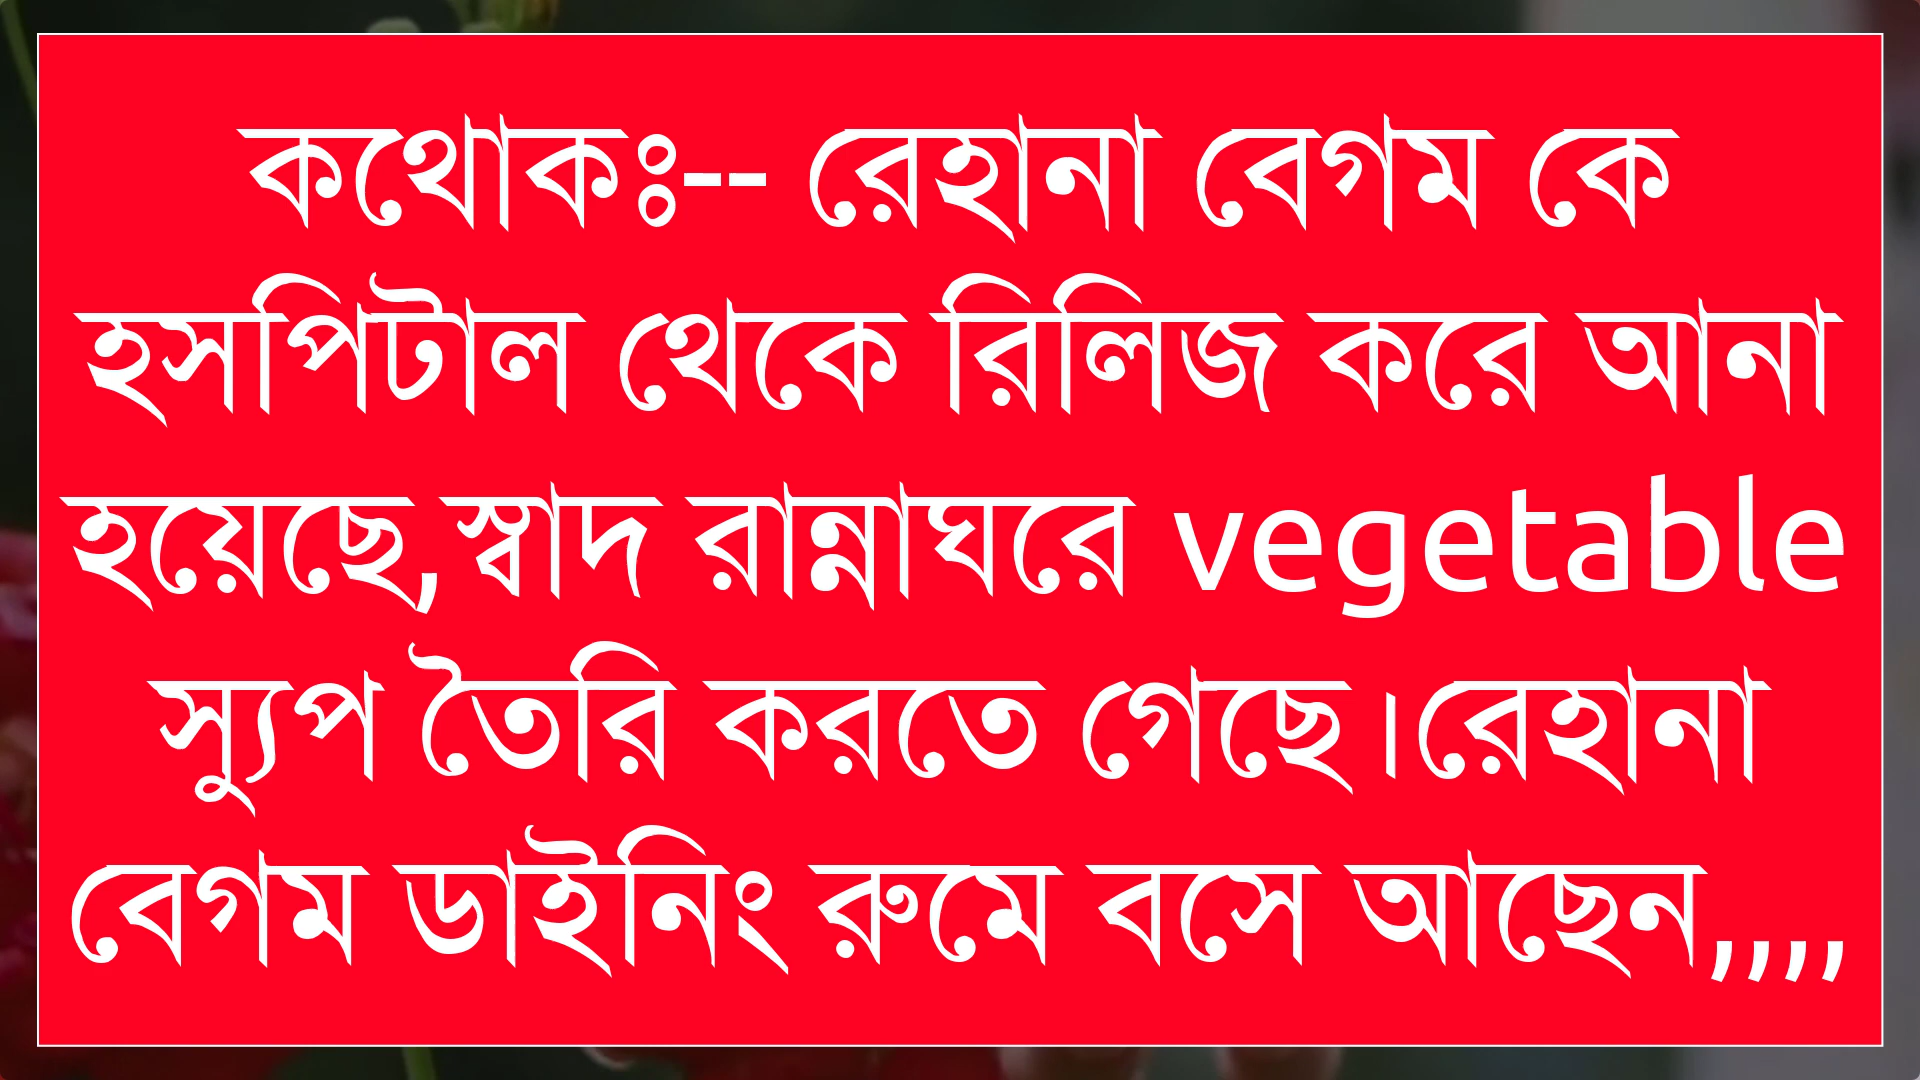 কথোকঃ-- রেহানা বেগম কে
হসপিটাল থেকে রিলিজ করে আনা
হয়েছে,স্বাদ রান্নাঘরে vegetable
স্যুপ তৈরি করতে গেছে।রেহানা
বেগম ডাইনিং রুমে বসে আছেন,,,,